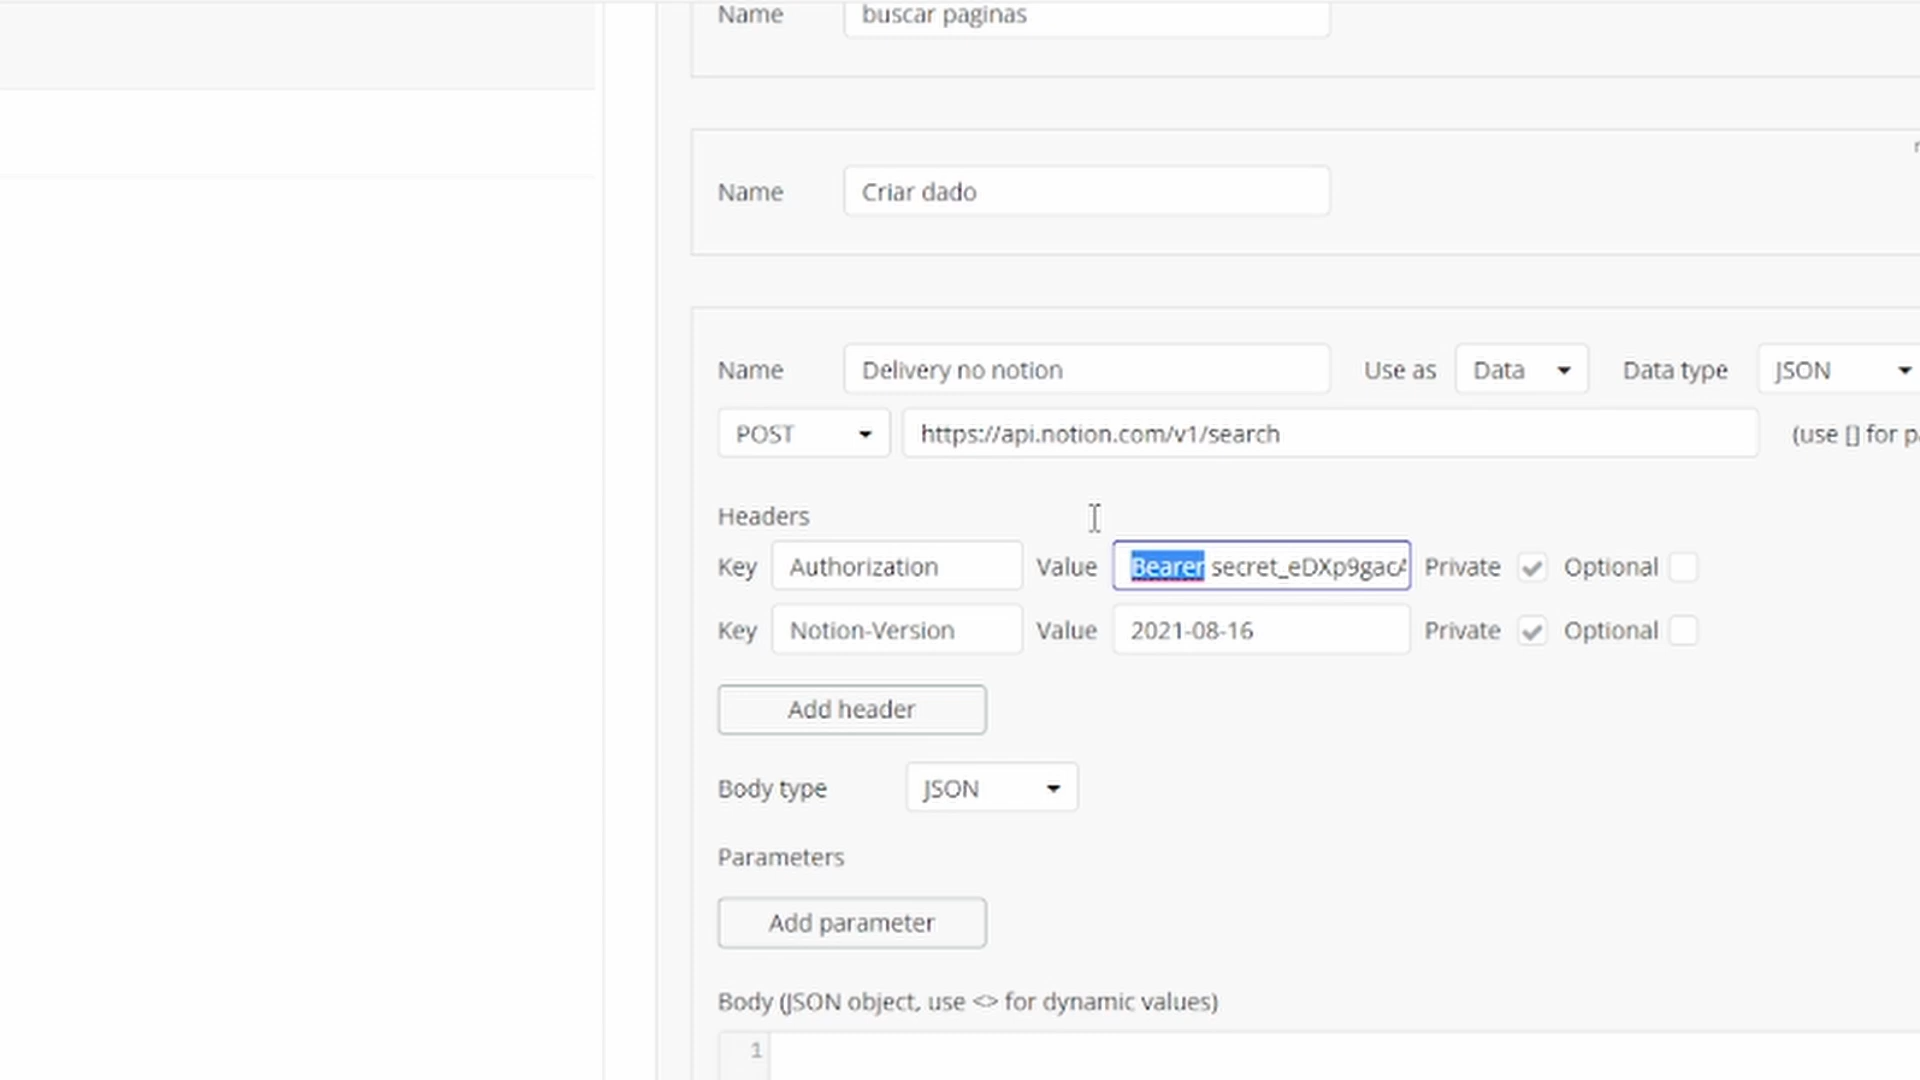 Name buscar paginas
Name Criar dado
Name Delivery no notion Use as Data Data type JSON
POST https://api.notion.com/v1/search (use [] for
Headers
Key Authorization Value Bearer secret_eDXp9gacA Private Optional
Key Notion-Version Value 2021-08-16 Private Optional
Add header
Body type JSON
Parameters
Add parameter
Body (JSON object, use <> for dynamic values)
1